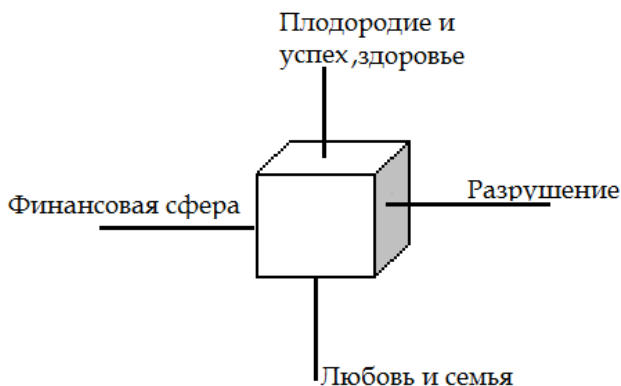 Плодородие и
успех,здоровье
Финансовая сфера
Разрушение
Любовь и семья